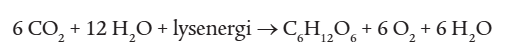 6 CO₂ + 12 H₂O + lysenergi → C₆H₁₂O₆ + 6 O₂ + 6 H₂O